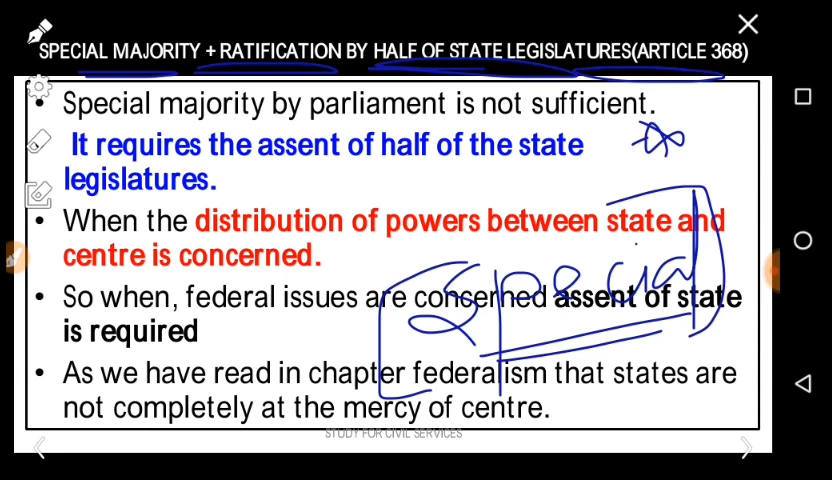 SPECIAL MAJORITY + RATIFICATION BY HALF OF STATE LEGISLATURES(ARTICLE 368)
• Special majority by parliament is not sufficient.
It requires the assent of half of the state
legislatures.
• When the distribution of powers between state and
centre is concerned.
Special
• So when, federal issues are concerned assent of state
is required
• As we have read in chapter federalism that states are
not completely at the mercy of centre.
STUDY FOR CIVIL SERVICES